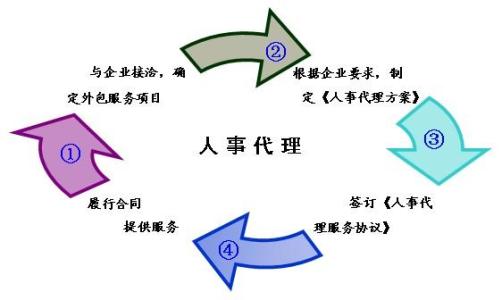 ②
与企业接洽，确
定外包服务项目
根据企业要求，制
定《人事代理方案》
①
人事代理
③
履行合同
提供服务
签订《人事代
理服务协议》
④